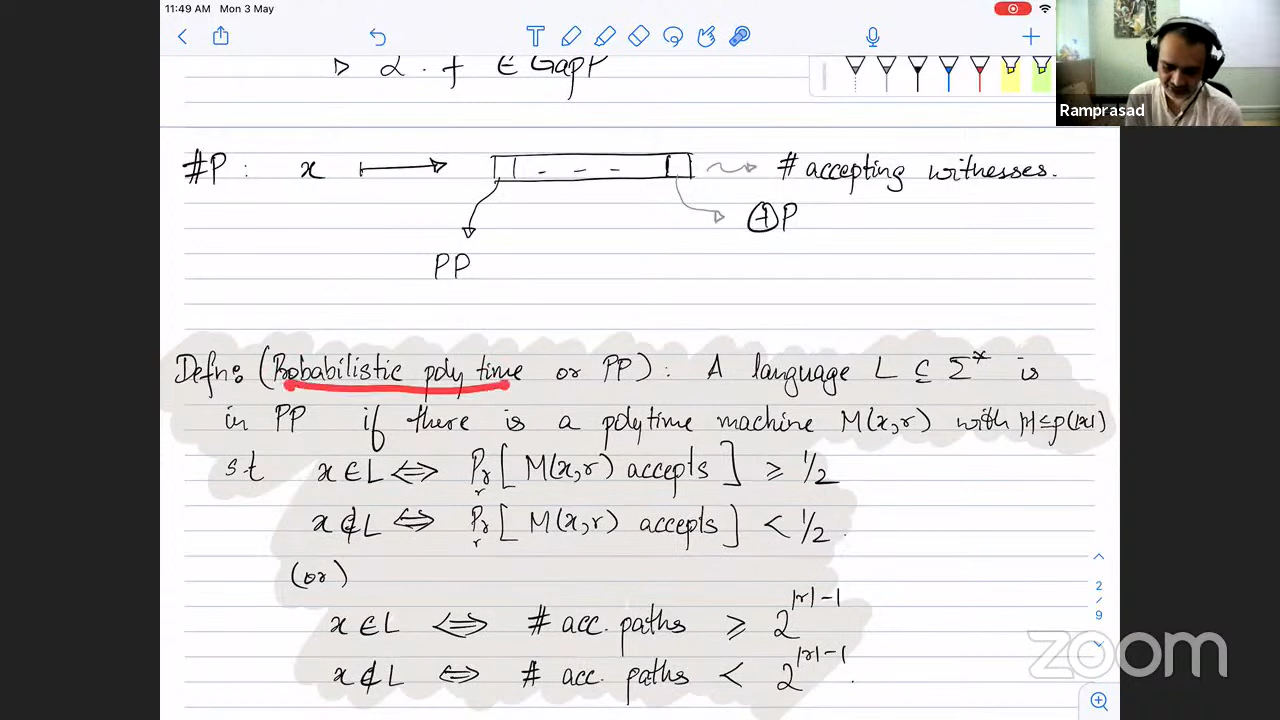 11:49 AM Mon 3 May
▷ α . f ∈ GapP
Ramprasad
#P : x ⟼ - - - ⇝ # accepting witnesses.
⊕P
PP
Defn: (Probabilistic poly time or PP) : A language L ⊆ Σ* is
in PP if there is a polytime machine M(x,r) with |r|≤p(|x|)
s.t x∈L ⟺ Pr_r [ M(x,r) accepts ] ≥ 1/2
x∉L ⟺ Pr_r [ M(x,r) accepts ] < 1/2.
(or)
x∈L ⟺ # acc. paths ≥ 2^{|r|-1}
x∉L ⟺ # acc. paths < 2^{|r|-1}.
2
9
zoom